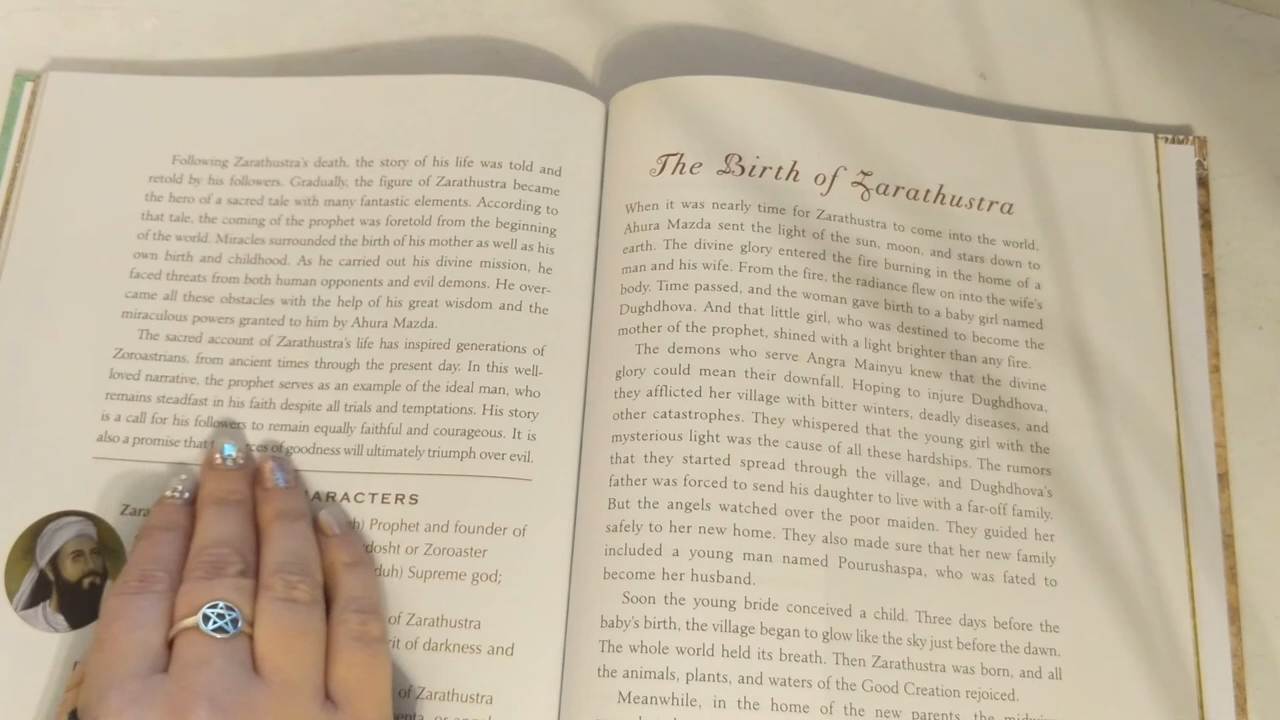 Following Zarathustra's death, the story of his life was told and
retold by his followers. Gradually, the figure of Zarathustra became
the hero of a sacred tale with many fantastic elements. According to
that tale, the coming of the prophet was foretold from the beginning
of the world. Miracles surrounded the birth of his mother as well as his
own birth and childhood. As he carried out his divine mission, he
faced threats from both human opponents and evil demons. He over-
came all these obstacles with the help of his great wisdom and the
miraculous powers granted to him by Ahura Mazda.
The sacred account of Zarathustra's life has inspired generations of
Zoroastrians, from ancient times through the present day. In this well-
loved narrative, the prophet serves as an example of the ideal man, who
remains steadfast in his faith despite all trials and temptations. His story
is a call for his followers to remain equally faithful and courageous. It is
also a promise that of goodness will ultimately triumph over evil.
Prophet and founder of
or Zoroaster
Supreme god;
of Zarathustra
of darkness and
of Zarathustra
The Birth of Zarathustra
When it was nearly time for Zarathustra to come into the world,
Ahura Mazda sent the light of the sun, moon, and stars down to
earth. The divine glory entered the fire burning in the home of a
man and his wife. From the fire, the radiance flew on into the wife's
body. Time passed, and the woman gave birth to a baby girl named
Dughdhova. And that little girl, who was destined to become the
mother of the prophet, shined with a light brighter than any fire.
The demons who serve Angra Mainyu knew that the divine
glory could mean their downfall. Hoping to injure Dughdhova,
they afflicted her village with bitter winters, deadly diseases, and
other catastrophes. They whispered that the young girl with the
mysterious light was the cause of all these hardships. The rumors
that they started spread through the village, and Dughdhova's
father was forced to send his daughter to live with a far-off family.
But the angels watched over the poor maiden. They guided her
safely to her new home. They also made sure that her new family
included a young man named Pourushaspa, who was fated to
become her husband.
Soon the young bride conceived a child. Three days before the
baby's birth, the village began to glow like the sky just before the dawn.
The whole world held its breath. Then Zarathustra was born, and all
the animals, plants, and waters of the Good Creation rejoiced.
Meanwhile, in the home of the new parents, the